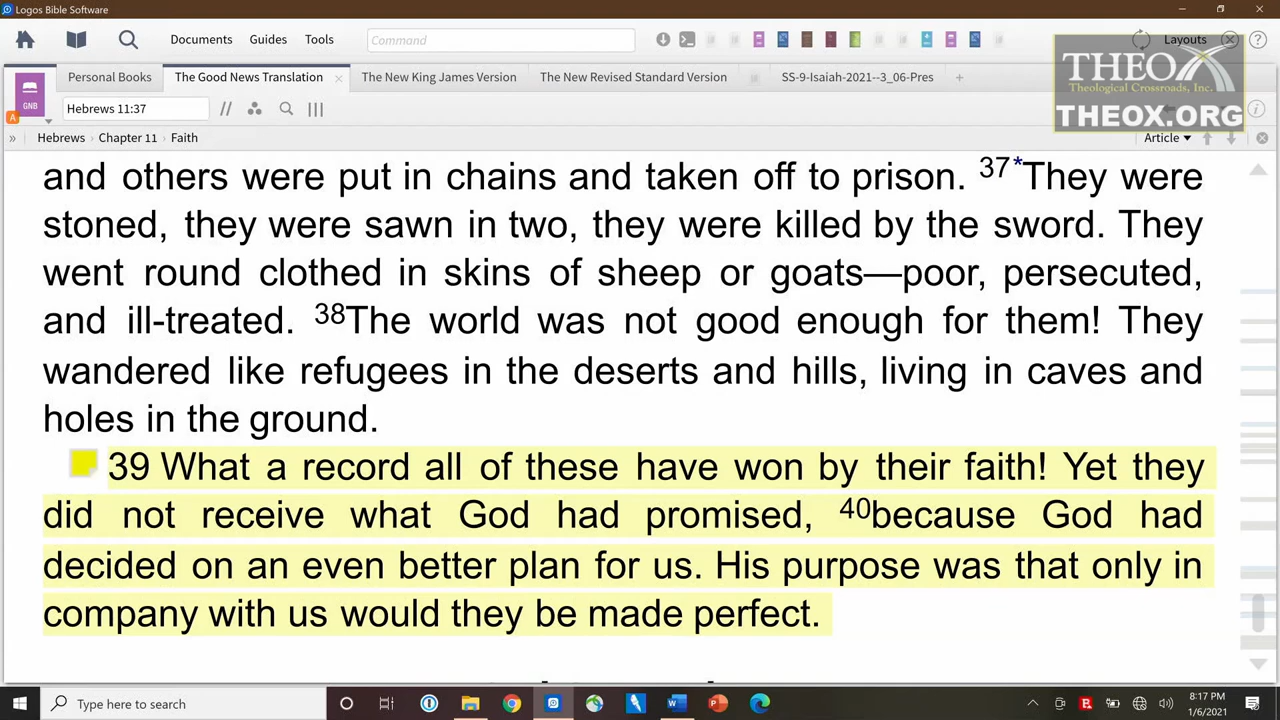 Logos Bible Software
Documents Guides Tools Command Layouts
THEOX
Theological Crossroads, Inc.
THEOX.ORG
Personal Books The Good News Translation The New King James Version The New Revised Standard Version SS-9-Isaiah-2021--3_06-Pres
GNB
A
Hebrews 11:37
» Hebrews › Chapter 11 › Faith Article
and others were put in chains and taken off to prison. 37*They were
stoned, they were sawn in two, they were killed by the sword. They
went round clothed in skins of sheep or goats—poor, persecuted,
and ill-treated. 38The world was not good enough for them! They
wandered like refugees in the deserts and hills, living in caves and
holes in the ground.
39 What a record all of these have won by their faith! Yet they
did not receive what God had promised, 40because God had
decided on an even better plan for us. His purpose was that only in
company with us would they be made perfect.
Type here to search
8:17 PM
1/6/2021